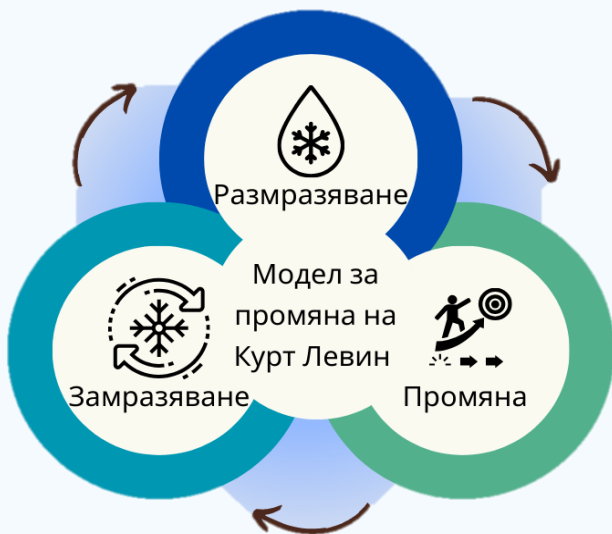 Размразяване
Модел за
промяна на
Курт Левин
Замразяване
Промяна